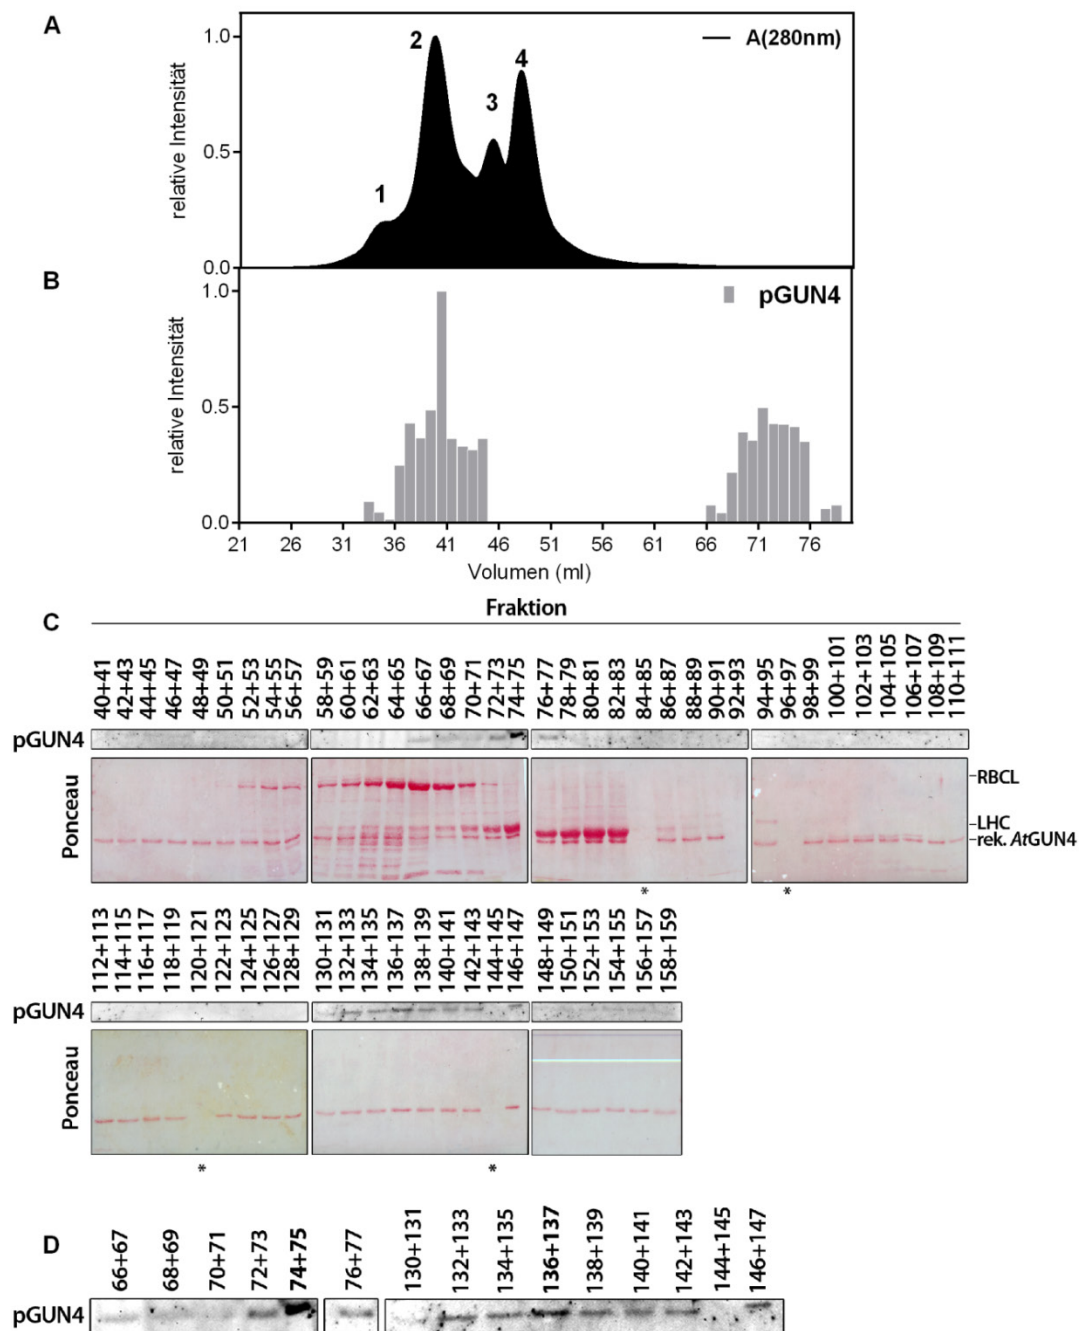 A
relative Intensität
1.0
0.5
0.0
1
2
3
4
A(280nm)
B
relative Intensität
1.0
0.5
0.0
pGUN4
21 26 31 36 41 46 51 56 61 66 71 76
Volumen (ml)
C
Fraktion
40+41 42+43 44+45 46+47 48+49 50+51 52+53 54+55 56+57 58+59 60+61 62+63 64+65 66+67 68+69 70+71 72+73 74+75 76+77 78+79 80+81 82+83 84+85 86+87 88+89 90+91 92+93 94+95 96+97 98+99 100+101 102+103 104+105 106+107 108+109 110+111
pGUN4
Ponceau
RBCL
LHC
rek. AtGUN4
* *
112+113 114+115 116+117 118+119 120+121 122+123 124+125 126+127 128+129 130+131 132+133 134+135 136+137 138+139 140+141 142+143 144+145 146+147 148+149 150+151 152+153 154+155 156+157 158+159
pGUN4
Ponceau
* *
D
66+67 68+69 70+71 72+73 74+75 76+77 130+131 132+133 134+135 136+137 138+139 140+141 142+143 144+145 146+147
pGUN4